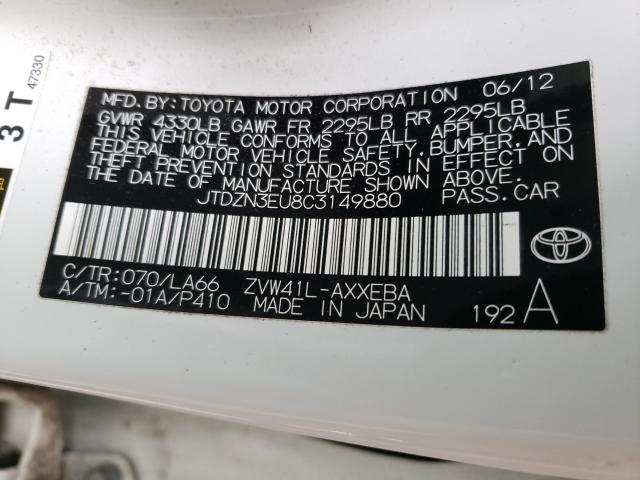 3 T 47330
MFD. BY: TOYOTA MOTOR CORPORATION 06/12
GVWR 4330LB GAWR FR 2295LB RR 2295LB
THIS VEHICLE CONFORMS TO ALL APPLICABLE
FEDERAL MOTOR VEHICLE SAFETY, BUMPER, AND
THEFT PREVENTION STANDARDS IN EFFECT ON
THE DATE OF MANUFACTURE SHOWN ABOVE.
JTDZN3EU8C3149880 PASS. CAR
C/TR: 070/LA66 ZVW41L-AXXEBA
A/TM: -01A/P410 MADE IN JAPAN 192 A